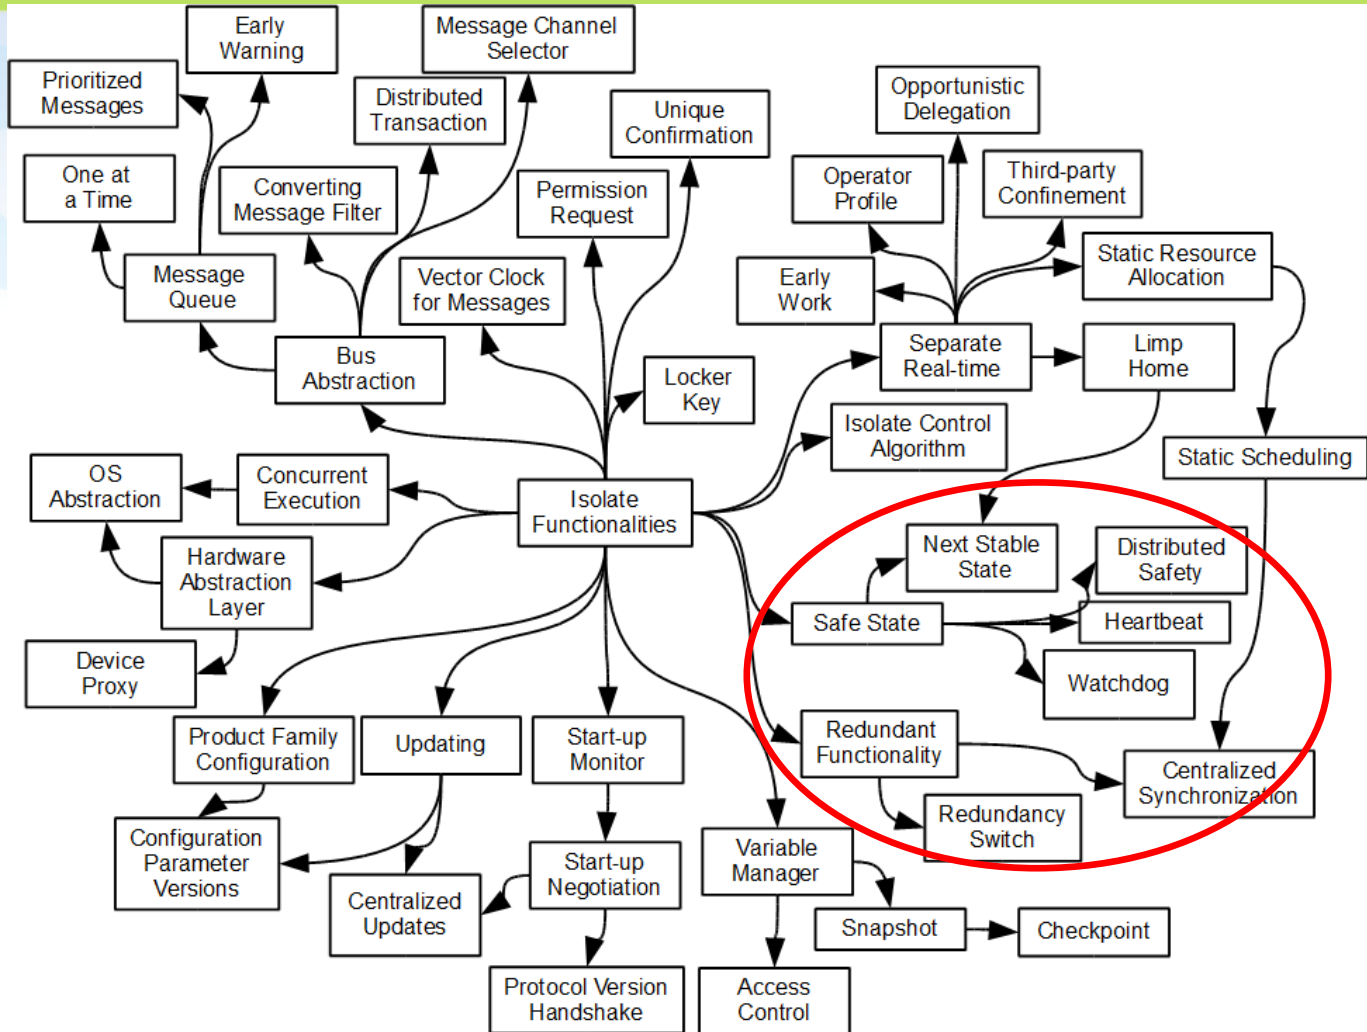 Early
Warning
Message Channel
Selector
Prioritized
Messages
Distributed
Transaction
Unique
Confirmation
Opportunistic
Delegation
One at
a Time
Converting
Message Filter
Permission
Request
Operator
Profile
Third-party
Confinement
Message
Queue
Vector Clock
for Messages
Early
Work
Static Resource
Allocation
Bus
Abstraction
Locker
Key
Separate
Real-time
Limp
Home
Isolate Control
Algorithm
Static Scheduling
OS
Abstraction
Concurrent
Execution
Isolate
Functionalities
Hardware
Abstraction
Layer
Next Stable
State
Distributed
Safety
Safe State
Heartbeat
Device
Proxy
Watchdog
Product Family
Configuration
Updating
Start-up
Monitor
Redundant
Functionality
Centralized
Synchronization
Configuration
Parameter
Versions
Redundancy
Switch
Centralized
Updates
Start-up
Negotiation
Variable
Manager
Snapshot
Checkpoint
Protocol Version
Handshake
Access
Control